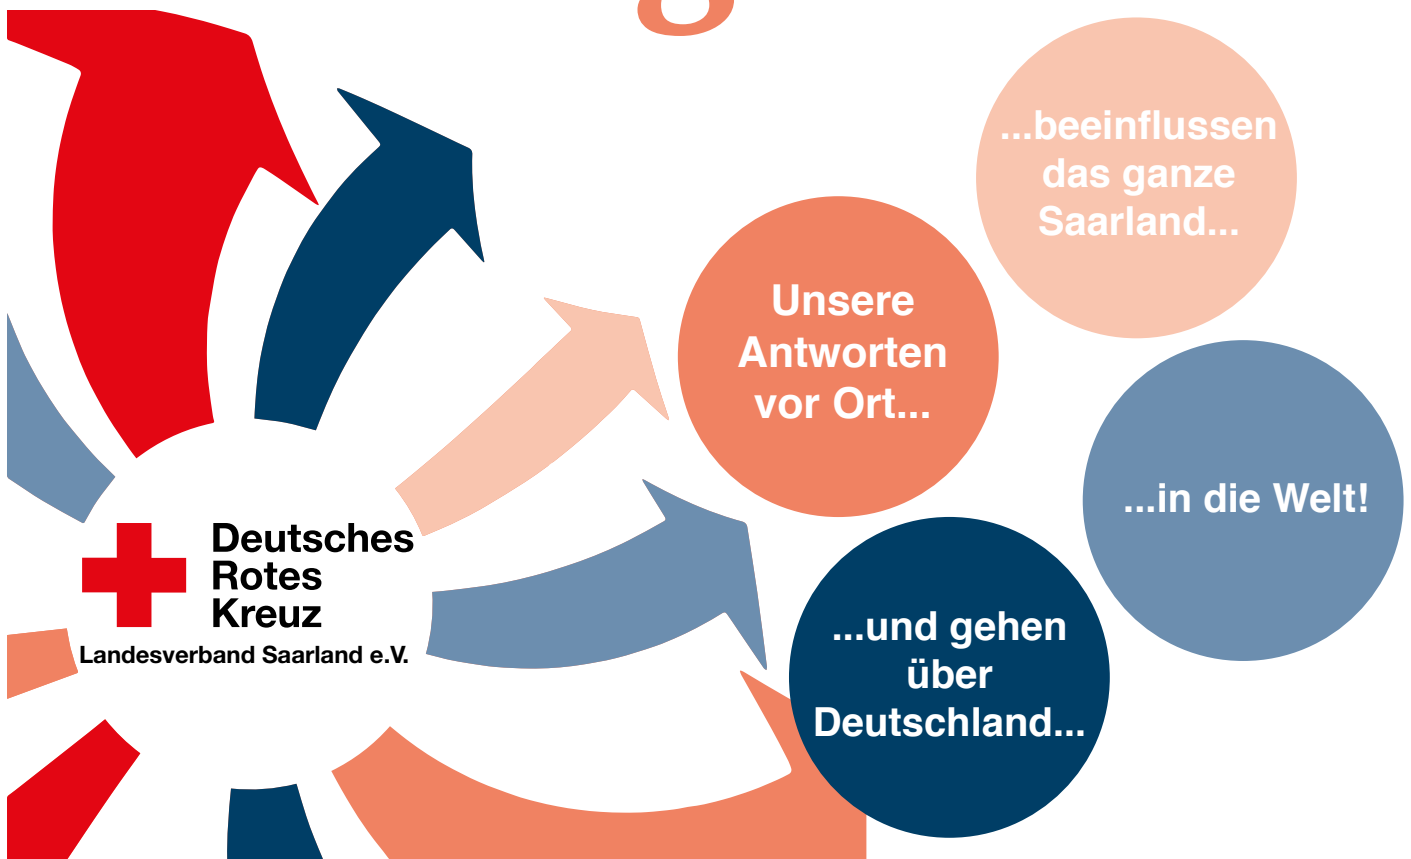 Unsere
Antworten
vor Ort...
...beeinflussen
das ganze
Saarland...
...und gehen
über
Deutschland...
...in die Welt!
Deutsches
Rotes
Kreuz
Landesverband Saarland e.V.